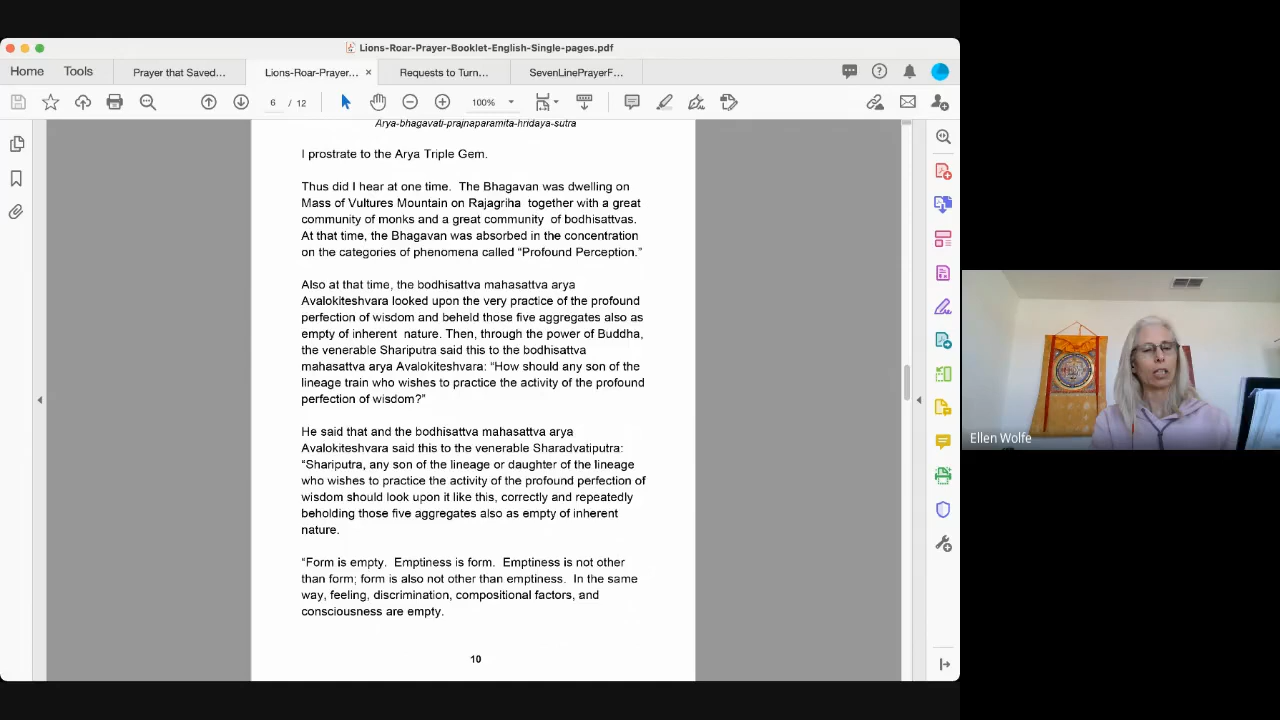 Lions-Roar-Prayer-Booklet-English-Single-pages.pdf
Home
Tools
Prayer that Saved...
Lions-Roar-Prayer... ×
Requests to Turn...
SevenLinePrayerF...
6 / 12
100%
Arya-bhagavati-prajnaparamita-hridaya-sutra
I prostrate to the Arya Triple Gem.
Thus did I hear at one time. The Bhagavan was dwelling on
Mass of Vultures Mountain on Rajagriha together with a great
community of monks and a great community of bodhisattvas.
At that time, the Bhagavan was absorbed in the concentration
on the categories of phenomena called “Profound Perception.”
Also at that time, the bodhisattva mahasattva arya
Avalokiteshvara looked upon the very practice of the profound
perfection of wisdom and beheld those five aggregates also as
empty of inherent nature. Then, through the power of Buddha,
the venerable Shariputra said this to the bodhisattva
mahasattva arya Avalokiteshvara: “How should any son of the
lineage train who wishes to practice the activity of the profound
perfection of wisdom?”
He said that and the bodhisattva mahasattva arya
Avalokiteshvara said this to the venerable Sharadvatiputra:
“Shariputra, any son of the lineage or daughter of the lineage
who wishes to practice the activity of the profound perfection of
wisdom should look upon it like this, correctly and repeatedly
beholding those five aggregates also as empty of inherent
nature.
“Form is empty. Emptiness is form. Emptiness is not other
than form; form is also not other than emptiness. In the same
way, feeling, discrimination, compositional factors, and
consciousness are empty.
10
Ellen Wolfe